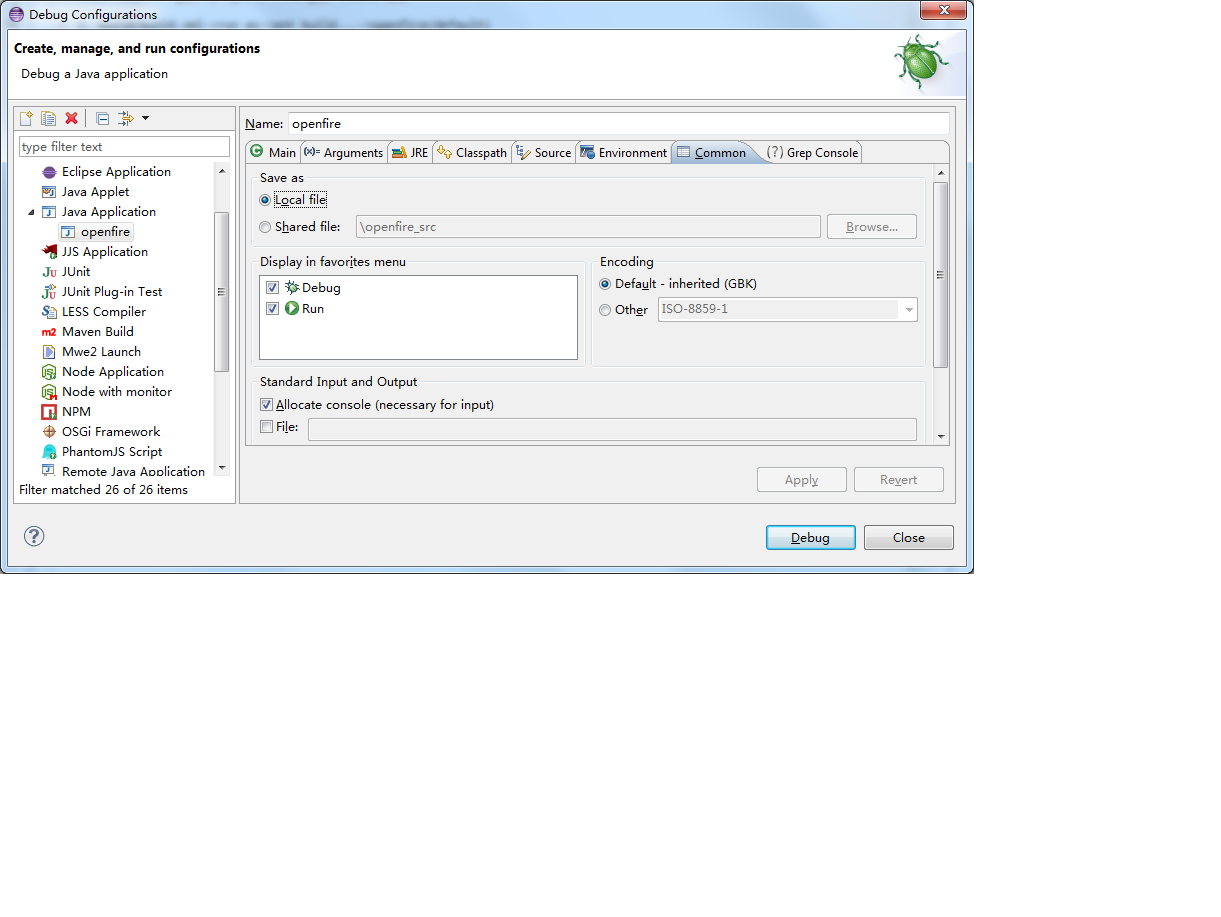 Debug Configurations
Create, manage, and run configurations
Debug a Java application
type filter text
Eclipse Application
Java Applet
Java Application
openfire
JJS Application
JUnit
JUnit Plug-in Test
LESS Compiler
Maven Build
Mwe2 Launch
Node Application
Node with monitor
NPM
OSGi Framework
PhantomJS Script
Remote Java Application
Filter matched 26 of 26 items
Name: openfire
Main (x)= Arguments JRE Classpath Source Environment Common (?) Grep Console
Save as
Local file
Shared file: \openfire_src Browse...
Display in favorites menu
Debug
Run
Encoding
Default - inherited (GBK)
Other ISO-8859-1
Standard Input and Output
Allocate console (necessary for input)
File:
Apply Revert
Debug Close